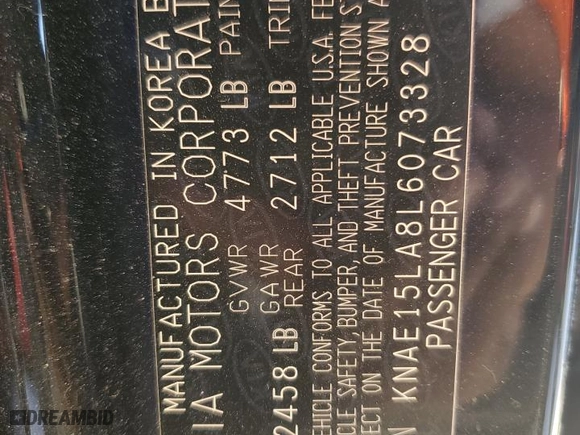 MANUFACTURED IN KOREA B
IA MOTORS CORPORAT
GVWR 4773 LB PAIN
GAWR
2458 LB REAR 2712 LB TRI
EHICLE CONFORMS TO ALL APPLICABLE U.S.A. FE
CLE SAFETY, BUMPER, AND THEFT PREVENTION S
ECT ON THE DATE OF MANUFACTURE SHOWN A
N KNAE15LA8L6073328
PASSENGER CAR
DREAMBID